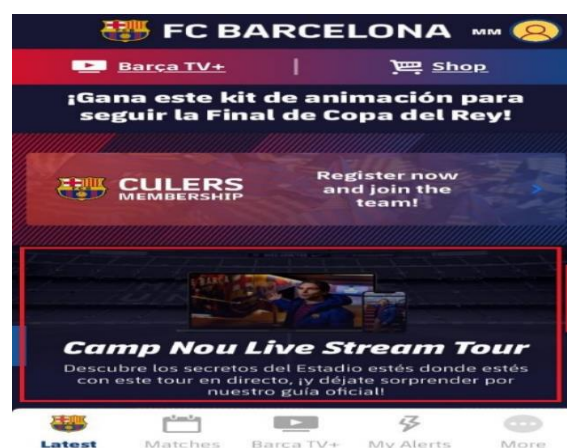 FC BARCELONA MM
Barça TV+ | Shop
¡Gana este kit de animación para
seguir la Final de Copa del Rey!
CULERS
MEMBERSHIP
Register now
and join the
team!
Camp Nou Live Stream Tour
Descubre los secretos del Estadio estés donde estés
con este tour en directo, ¡y déjate sorprender por
nuestro guía oficial!
Latest Matches Barça TV+ My Alerts More